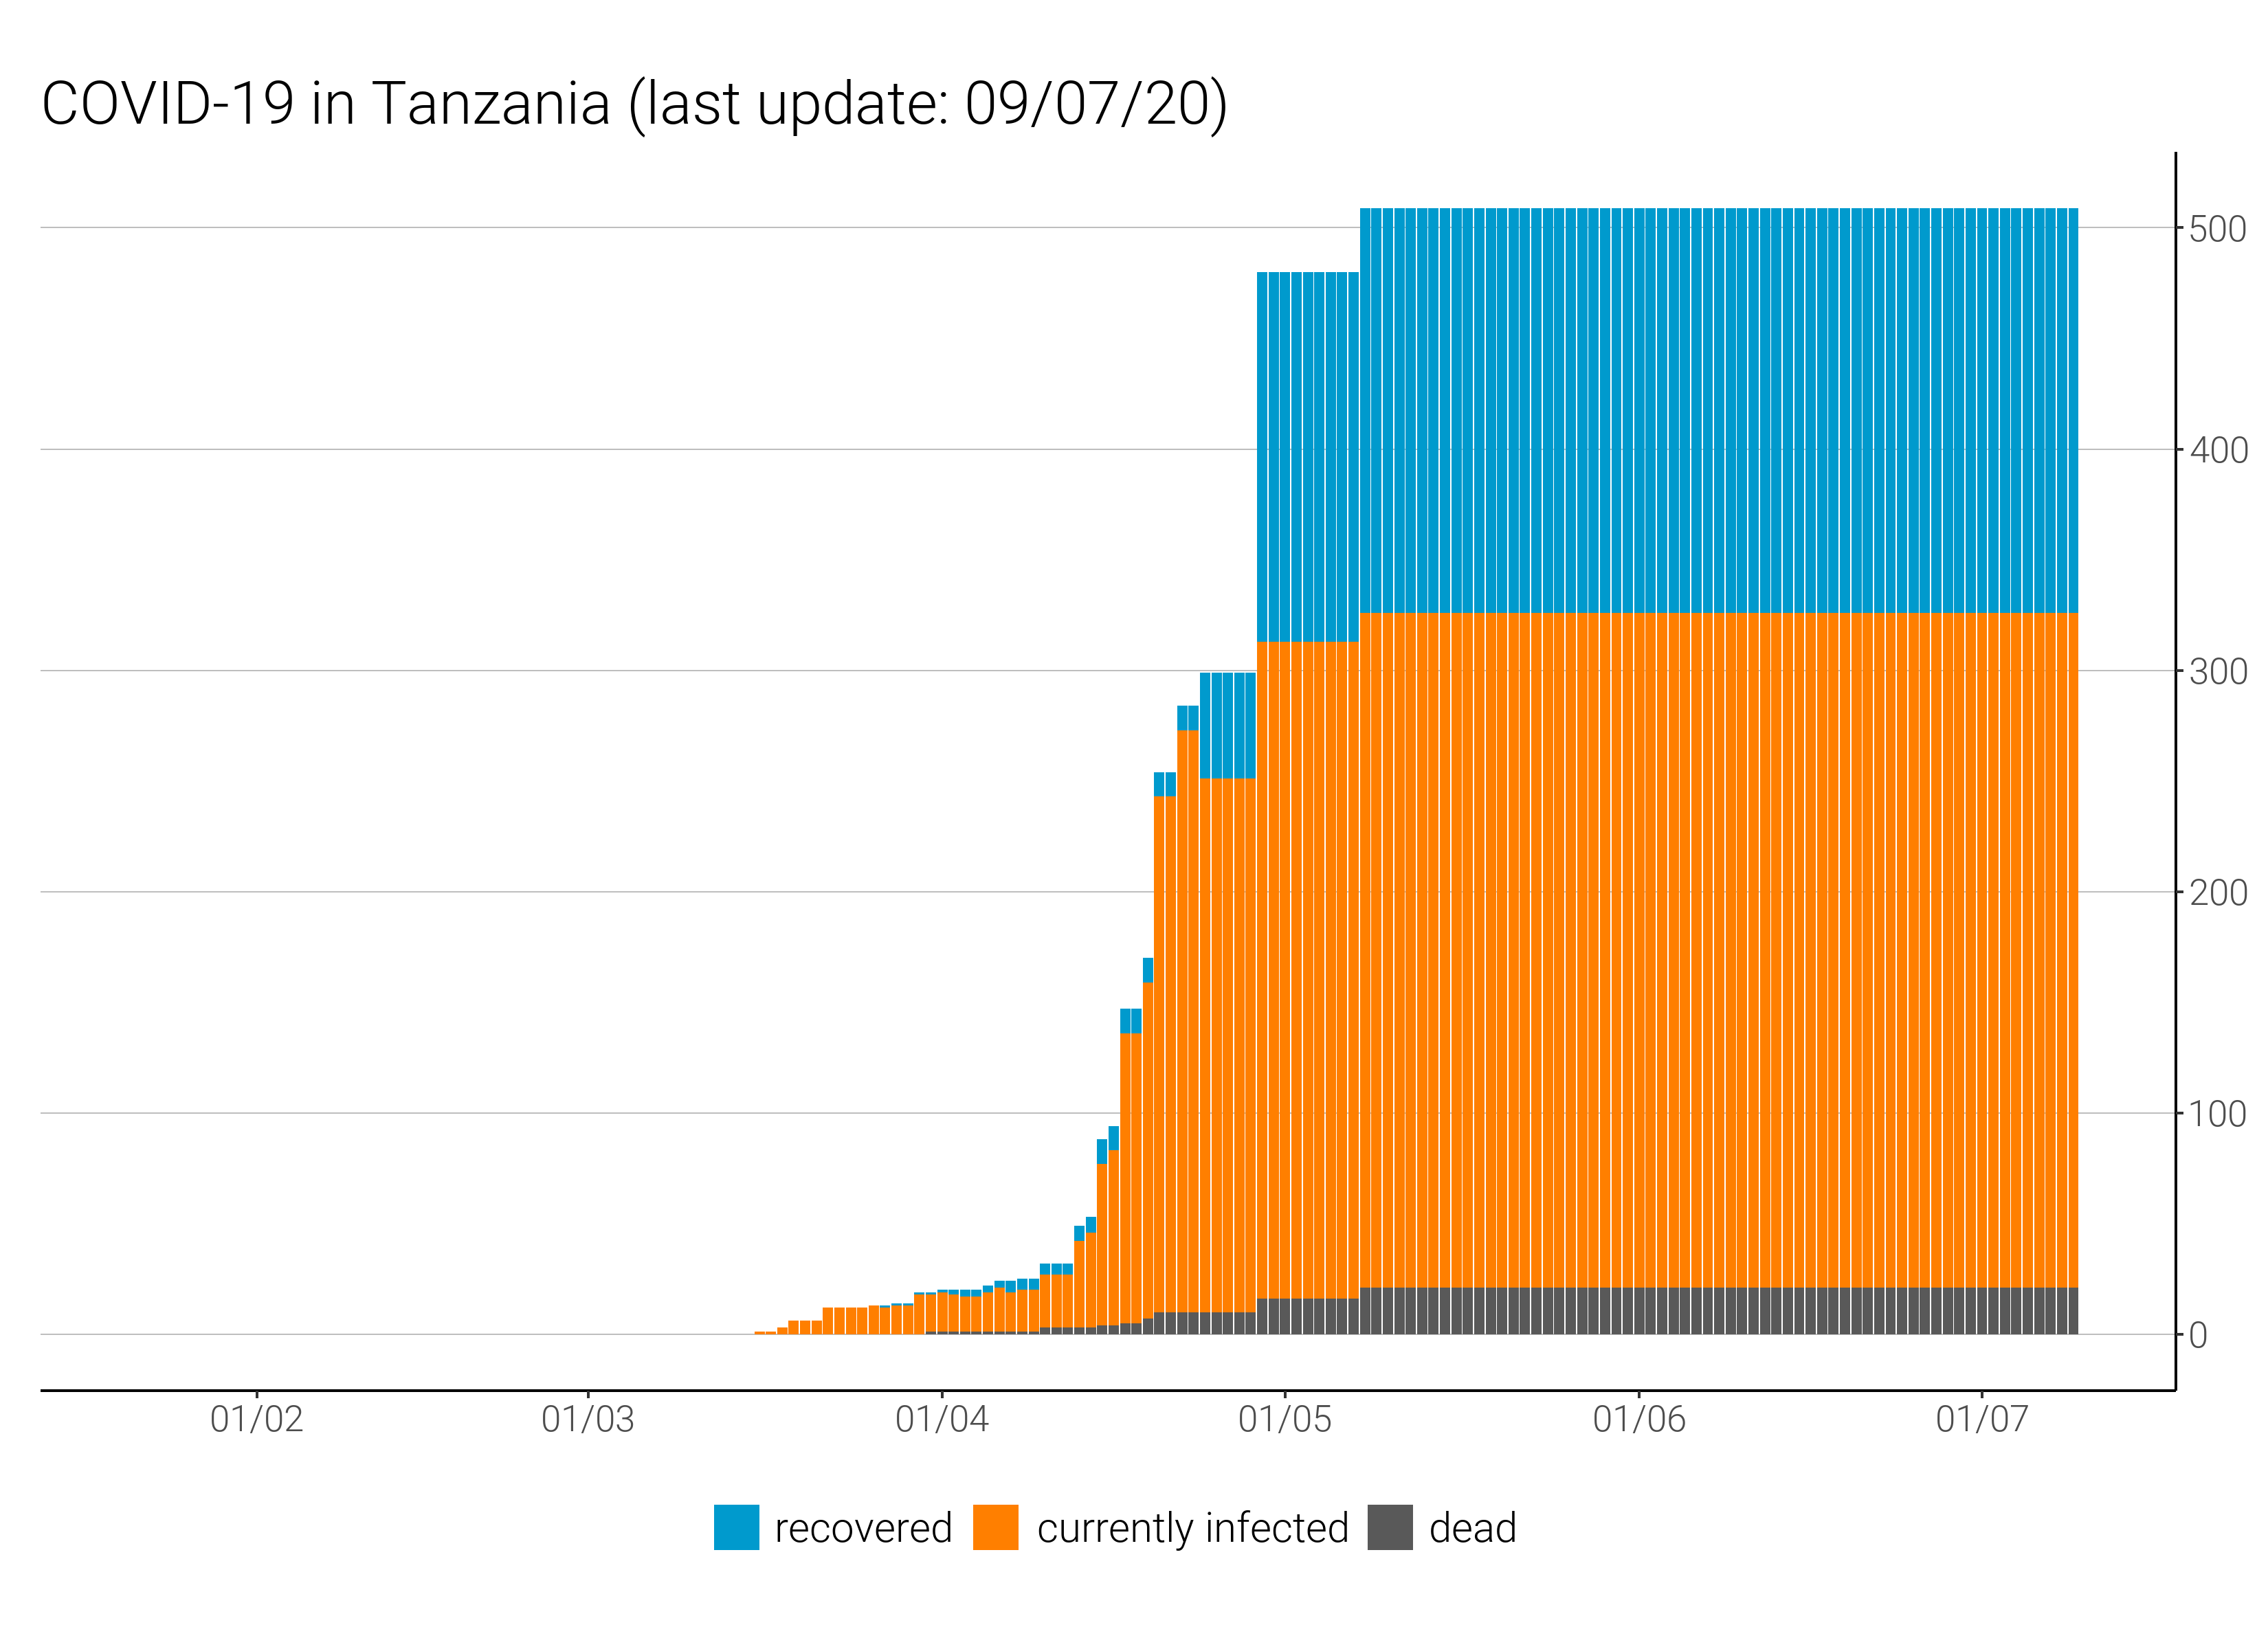 COVID-19 in Tanzania (last update: 09/07/20)
500
400
300
200
100
0
01/02 01/03 01/04 01/05 01/06 01/07
recovered currently infected dead